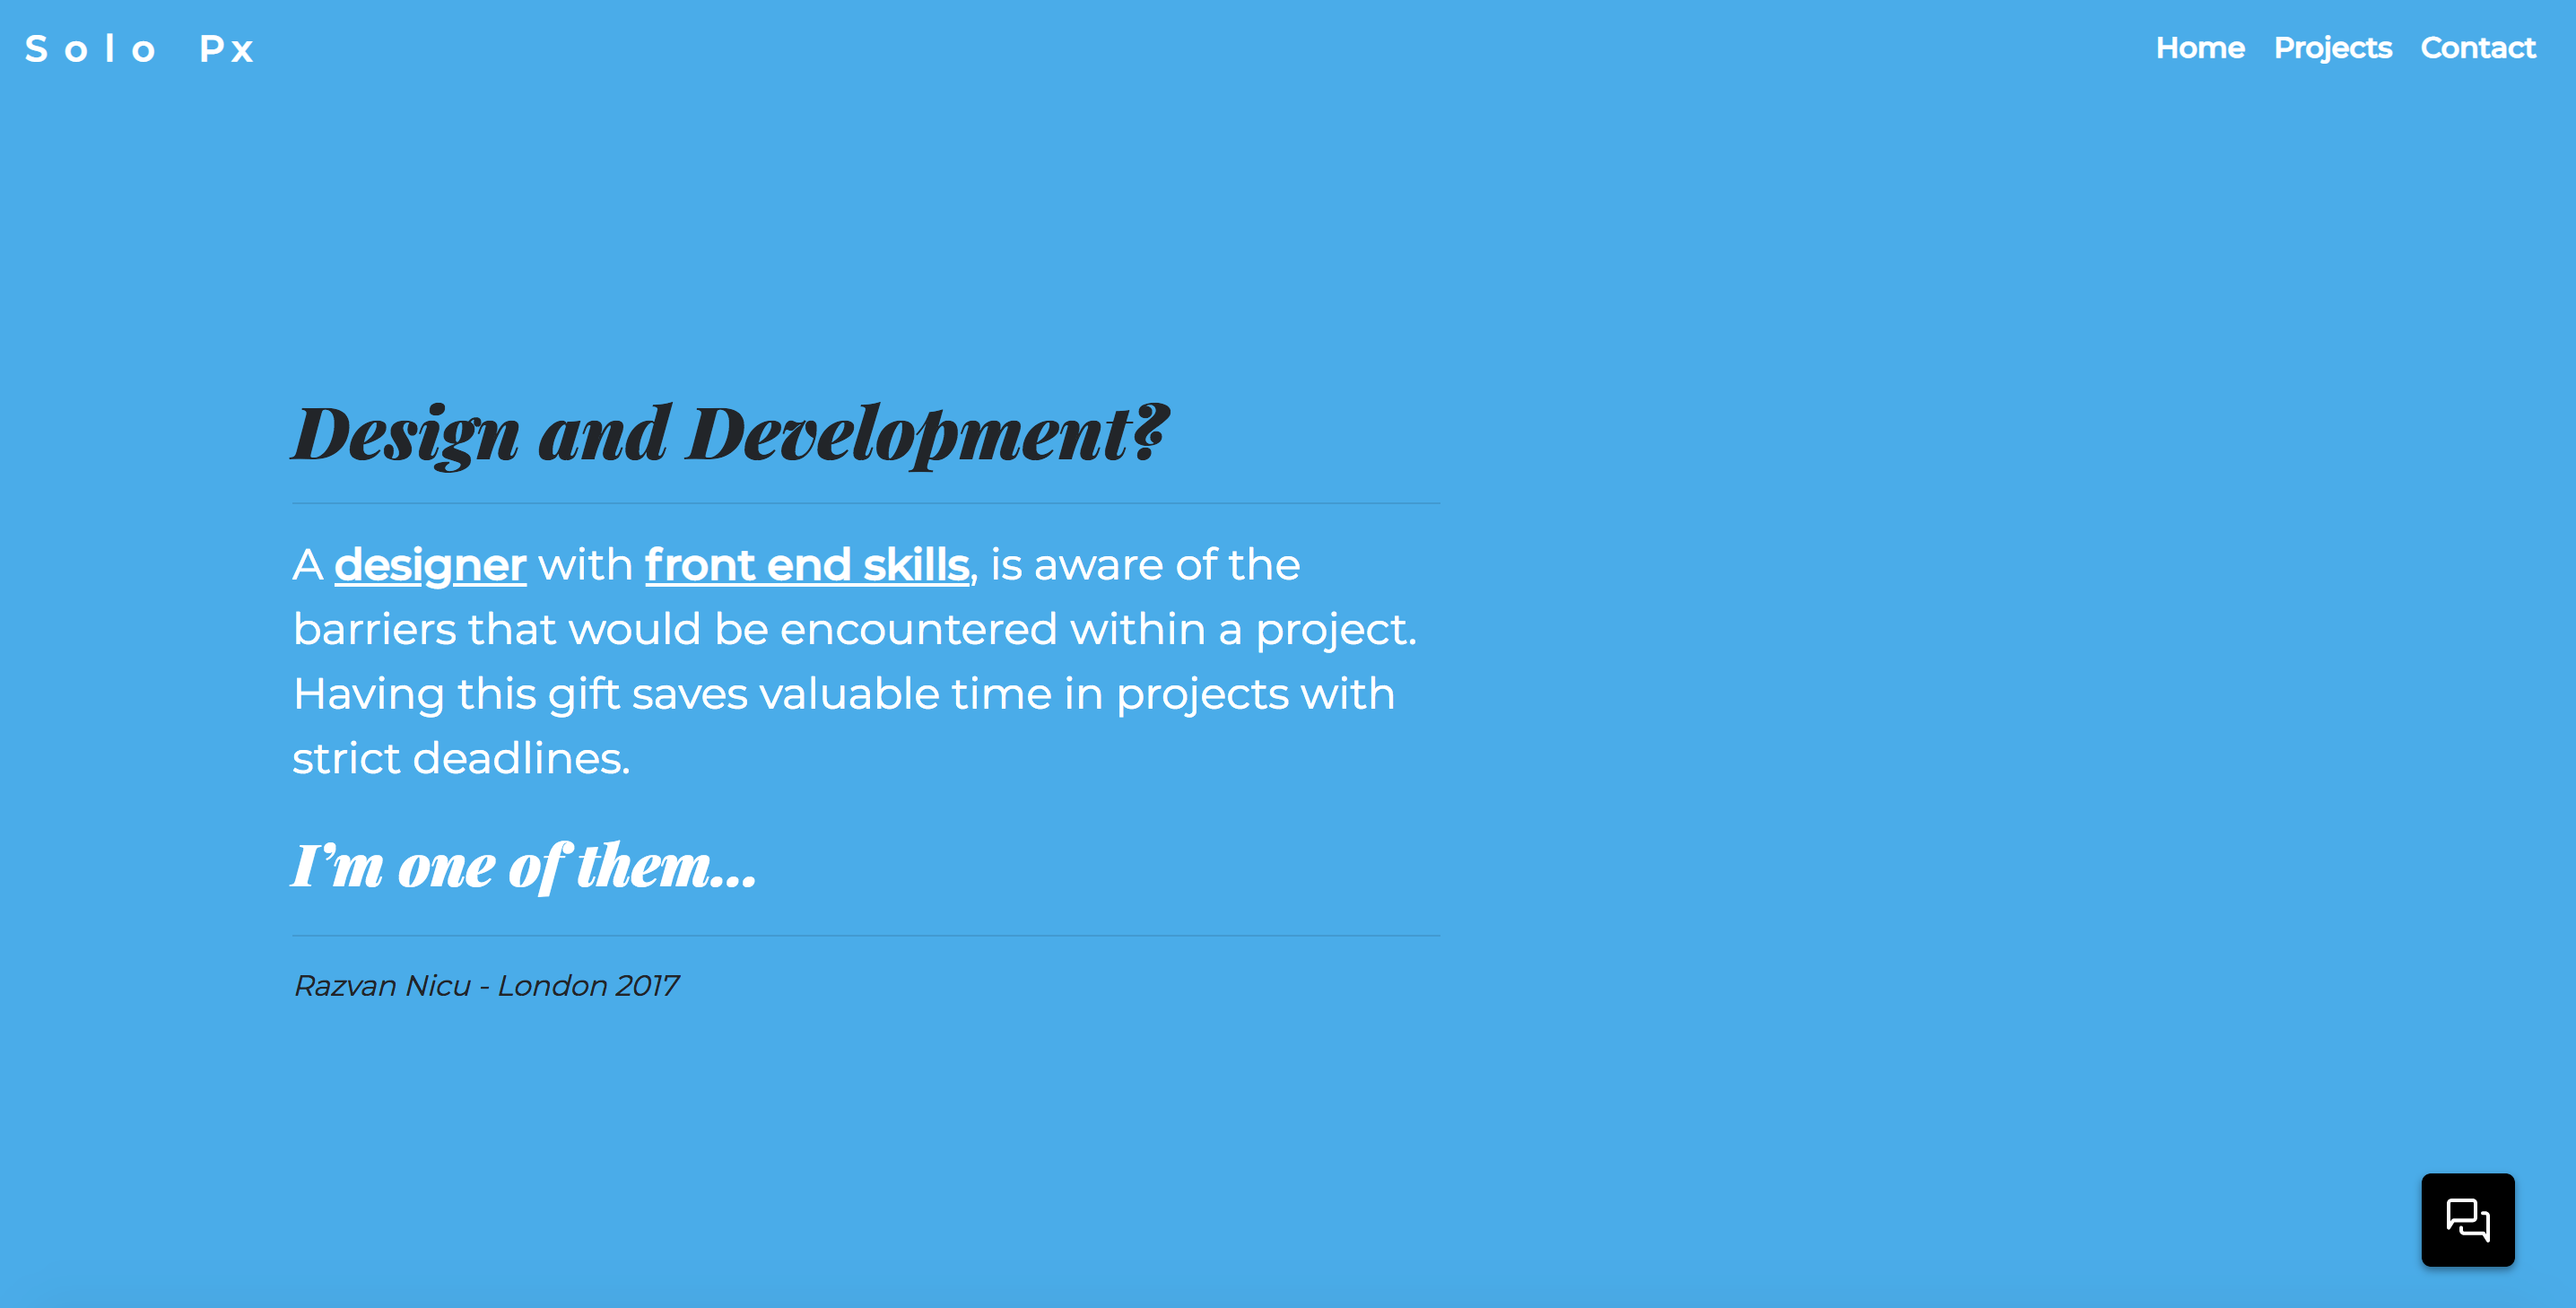 Solo Px
Home Projects Contact
Design and Development?
A designer with front end skills, is aware of the
barriers that would be encountered within a project.
Having this gift saves valuable time in projects with
strict deadlines.
I’m one of them...
Razvan Nicu - London 2017